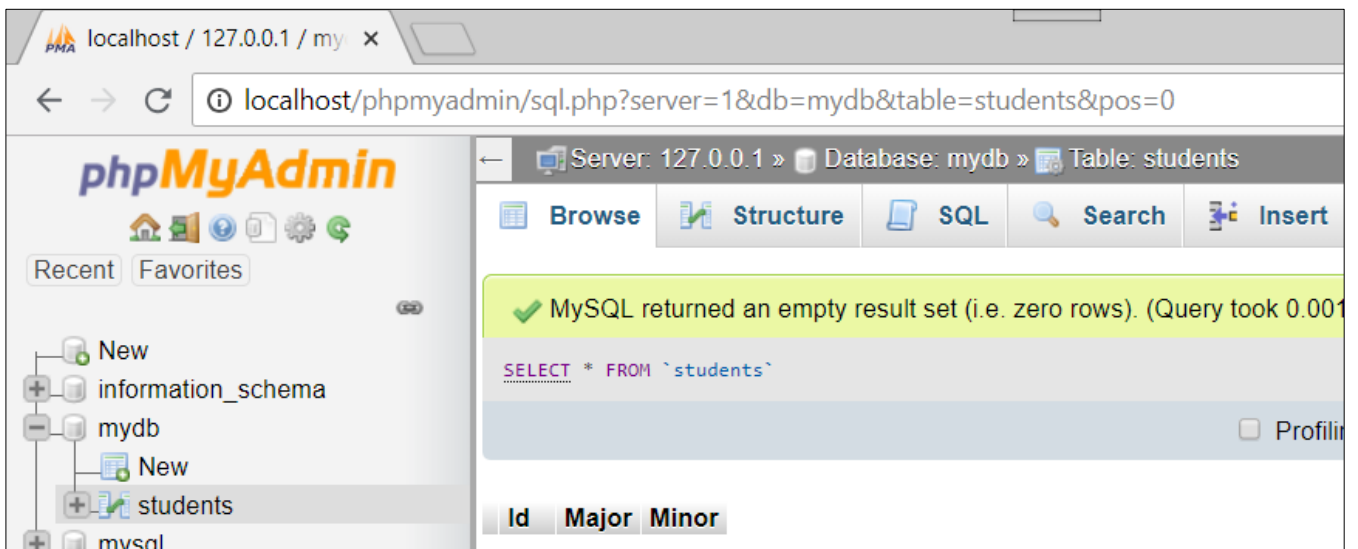 PMA localhost / 127.0.0.1 / my ×
localhost/phpmyadmin/sql.php?server=1&db=mydb&table=students&pos=0
phpMyAdmin
Recent Favorites
New
information_schema
mydb
New
students
mysql
Server: 127.0.0.1 » Database: mydb » Table: students
Browse Structure SQL Search Insert
MySQL returned an empty result set (i.e. zero rows). (Query took 0.001
SELECT * FROM `students`
Profilin
Id Major Minor